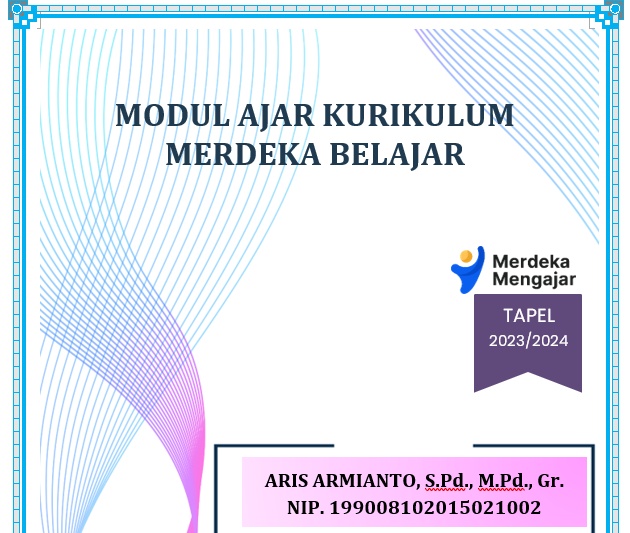 MODUL AJAR KURIKULUM
MERDEKA BELAJAR
Merdeka
Mengajar
TAPEL
2023/2024
ARIS ARMIANTO, S.Pd., M.Pd., Gr.
NIP. 199008102015021002